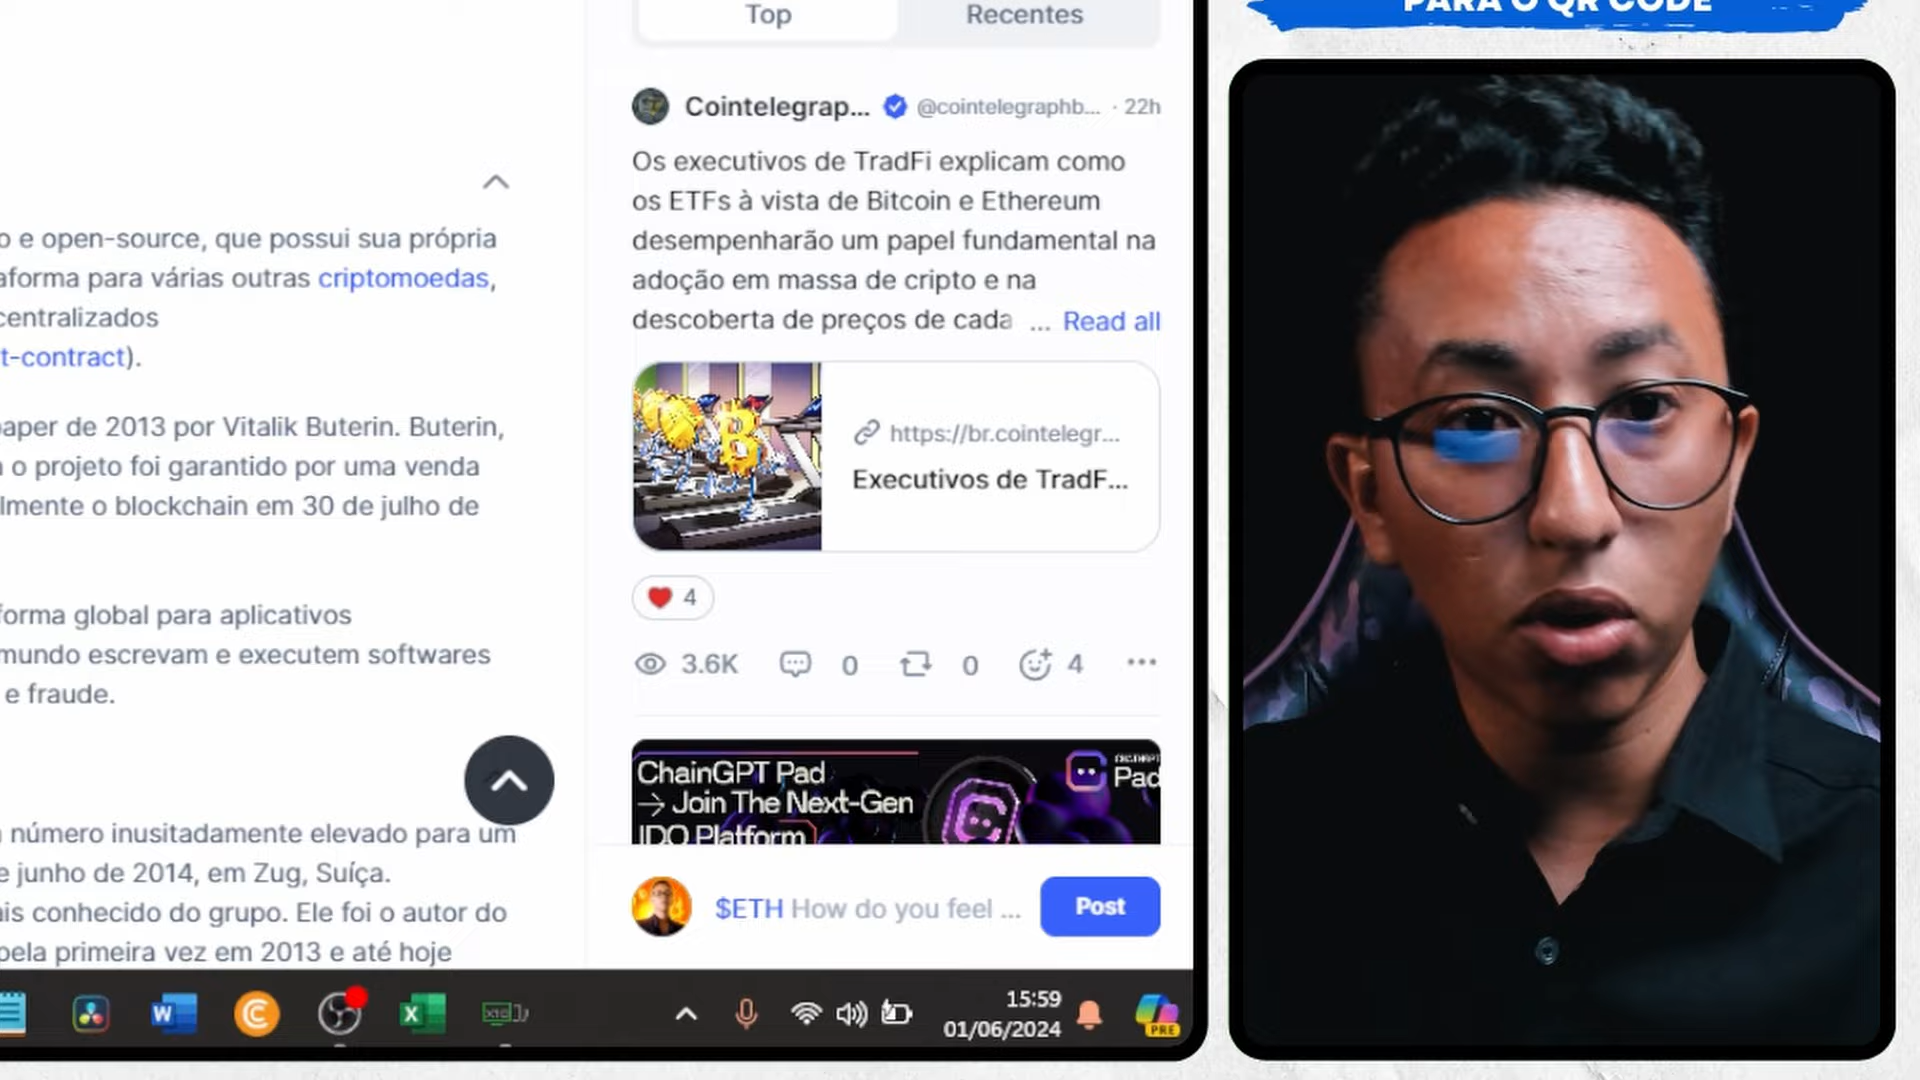 o e open-source, que possui sua própria
aforma para várias outras criptomoedas,
centralizados
t-contract).
paper de 2013 por Vitalik Buterin. Buterin,
o projeto foi garantido por uma venda
lmente o blockchain em 30 de julho de
forma global para aplicativos
mundo escrevam e executem softwares
e fraude.
número inusitadamente elevado para um
e junho de 2014, em Zug, Suíça.
is conhecido do grupo. Ele foi o autor do
pela primeira vez em 2013 e até hoje
Top
Recentes
Cointelegrap... @cointelegraphb... · 22h
Os executivos de TradFi explicam como
os ETFs à vista de Bitcoin e Ethereum
desempenharão um papel fundamental na
adoção em massa de cripto e na
descoberta de preços de cada ... Read all
https://br.cointelegr...
Executivos de TradF...
4
3.6K 0 0 4
ChainGPT Pad
→ Join The Next-Gen
IDO Platform
Pad
$ETH How do you feel ...
Post
15:59
01/06/2024
PRE
PARA O QR CODE